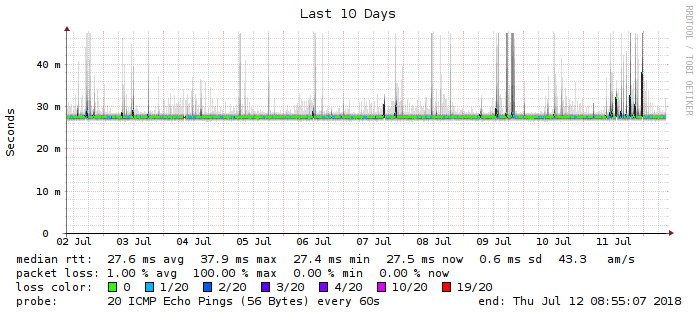 Last 10 Days
RRDTOOL / TOBI OETIKER
Seconds
40 m
30 m
20 m
10 m
0
02 Jul 03 Jul 04 Jul 05 Jul 06 Jul 07 Jul 08 Jul 09 Jul 10 Jul 11 Jul
median rtt: 27.6 ms avg 37.9 ms max 27.4 ms min 27.5 ms now 0.6 ms sd 43.3 am/s
packet loss: 1.00 % avg 100.00 % max 0.00 % min 0.00 % now
loss color: 0 1/20 2/20 3/20 4/20 10/20 19/20
probe: 20 ICMP Echo Pings (56 Bytes) every 60s end: Thu Jul 12 08:55:07 2018